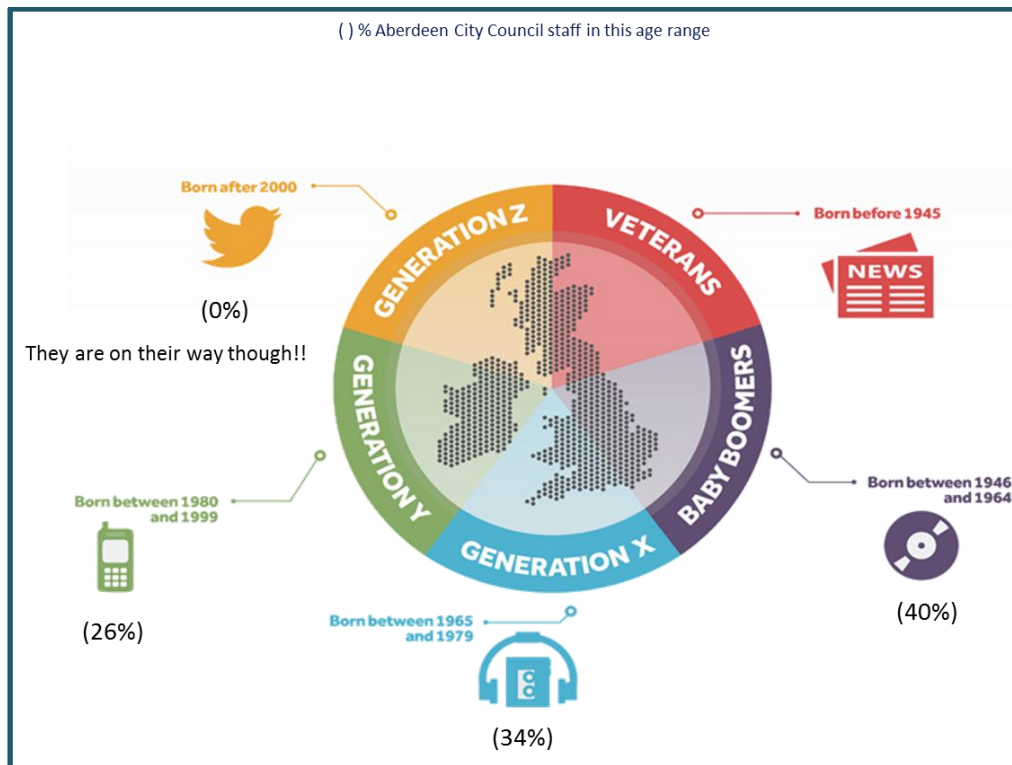 ( ) % Aberdeen City Council staff in this age range
Born after 2000
(0%)
They are on their way though!!
GENERATION Z
VETERANS
Born before 1945
NEWS
GENERATION Y
BABY BOOMERS
Born between 1980
and 1999
(26%)
GENERATION X
Born between 1965
and 1979
(34%)
Born between 1946
and 1964
(40%)